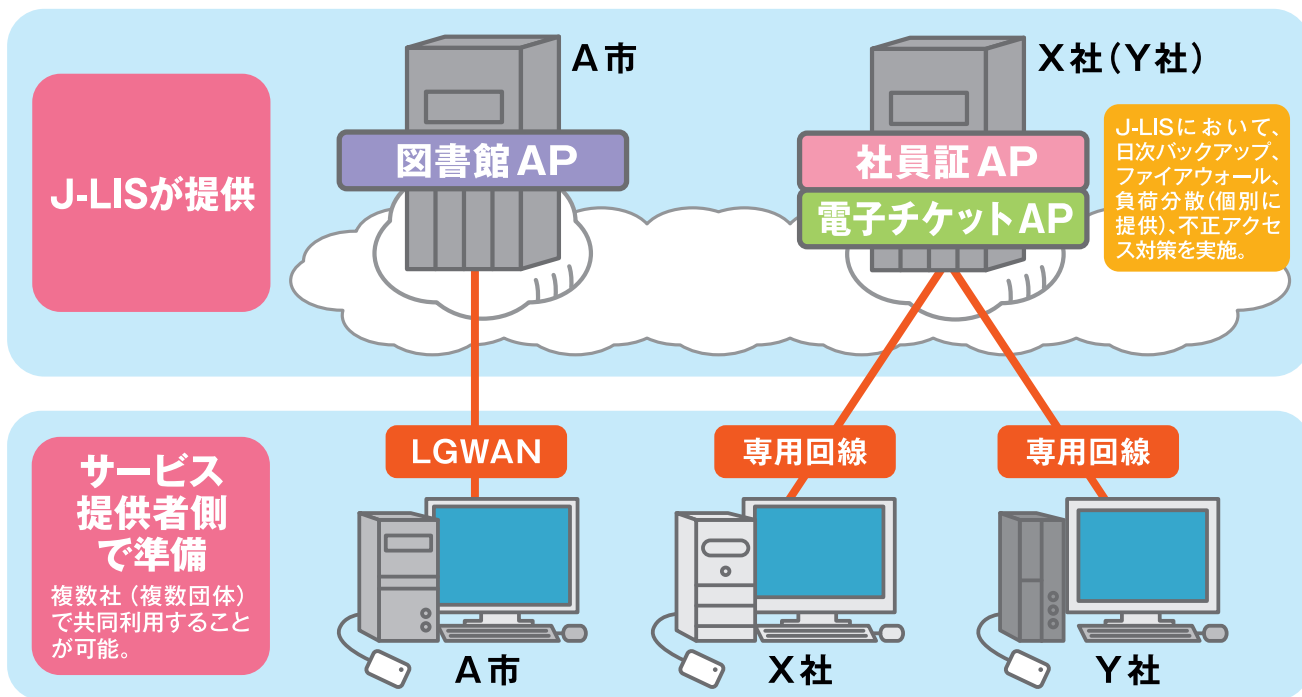 J-LISが提供
A市
図書館AP
X社(Y社)
社員証AP
電子チケットAP
J-LISにおいて、
日次バックアップ、
ファイアウォール、
負荷分散(個別に
提供)、不正アクセ
ス対策を実施。
サービス
提供者側
で準備
複数社(複数団体)
で共同利用すること
が可能。
LGWAN
専用回線
専用回線
A市
X社
Y社